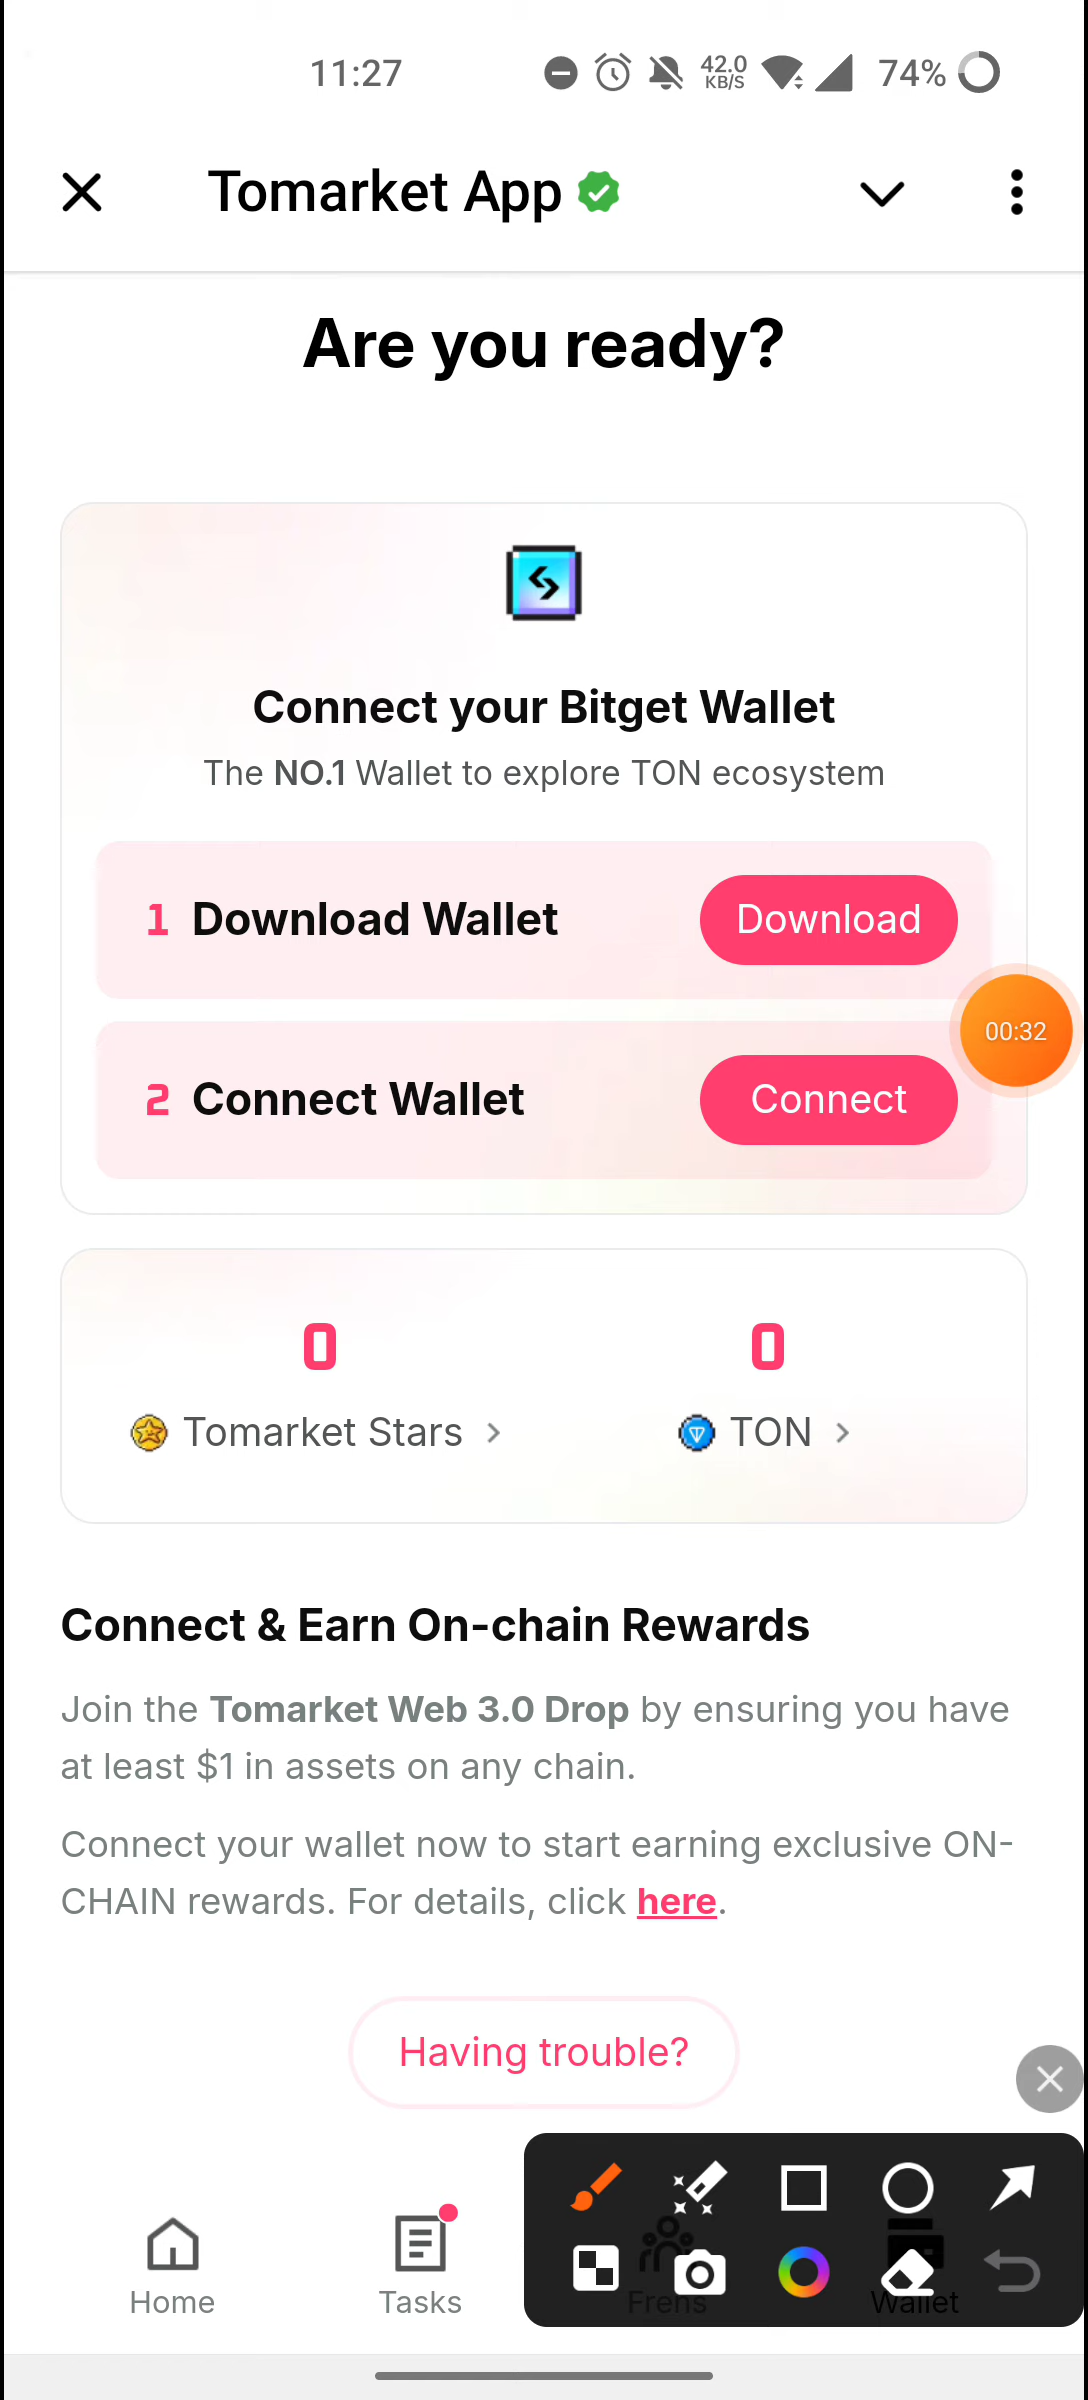 11:27
42.0
KB/S
74%
Tomarket App
Are you ready?
Connect your Bitget Wallet
The NO.1 Wallet to explore TON ecosystem
1 Download Wallet
Download
00:32
2 Connect Wallet
Connect
0
0
Tomarket Stars
TON
Connect & Earn On-chain Rewards
Join the Tomarket Web 3.0 Drop by ensuring you have
at least $1 in assets on any chain.
Connect your wallet now to start earning exclusive ON-
CHAIN rewards. For details, click here.
Having trouble?
Home
Tasks
Frens
Wallet